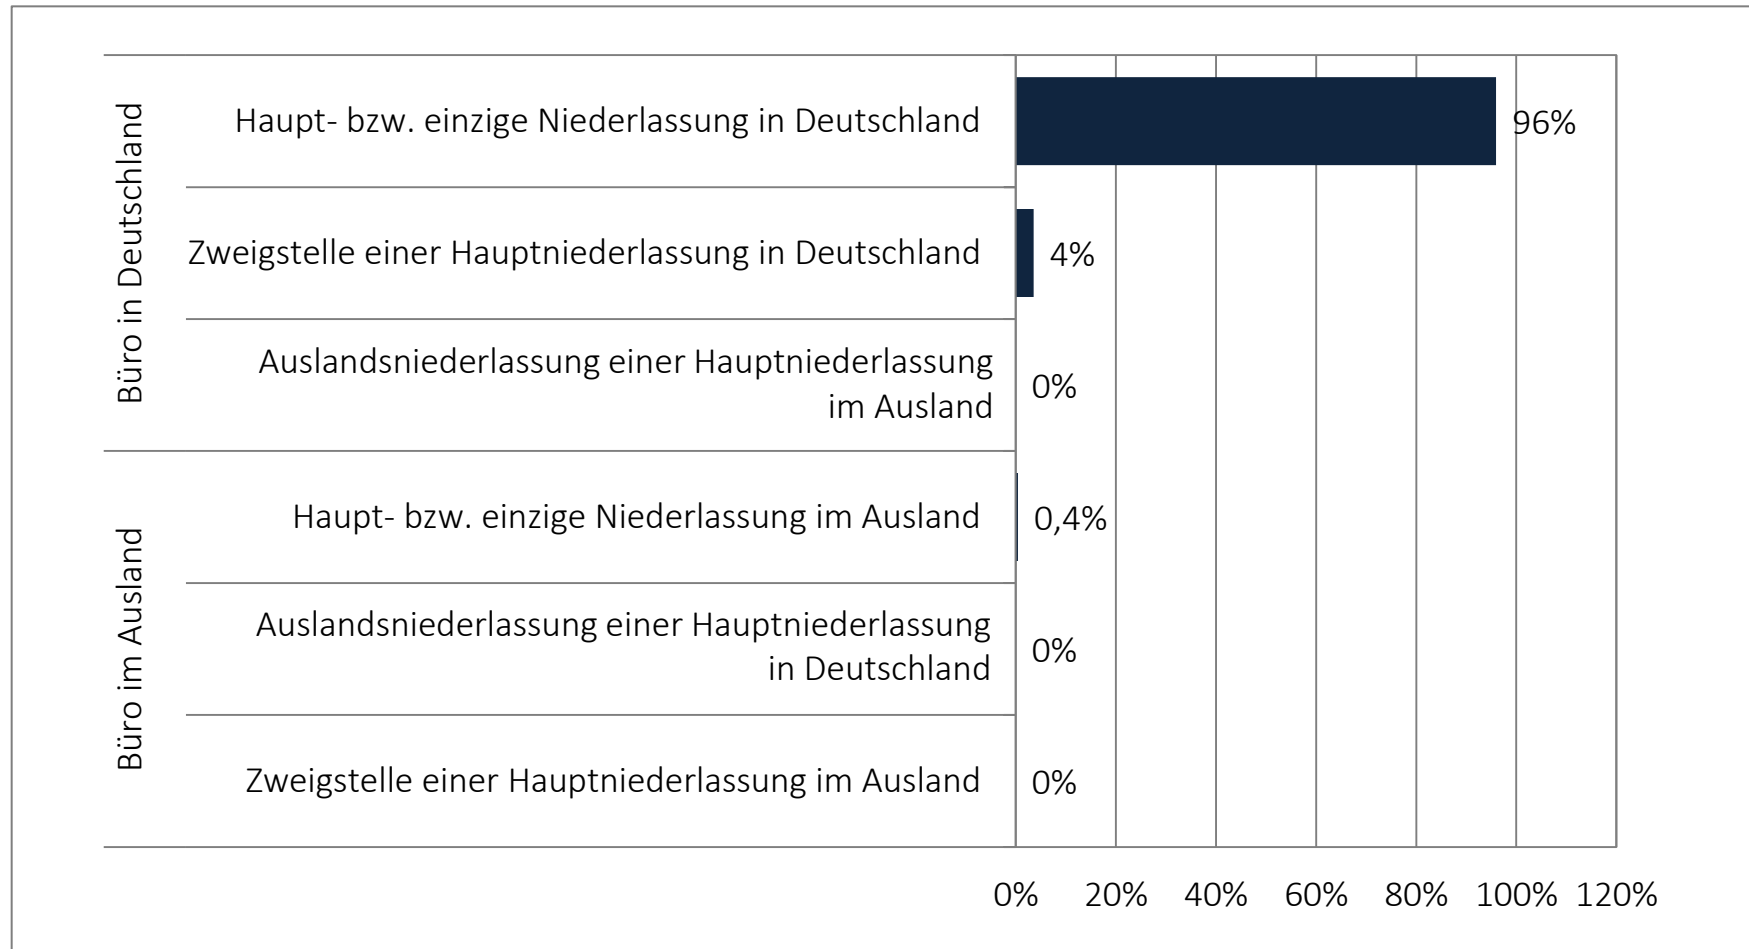 Büro in Deutschland
Haupt- bzw. einzige Niederlassung in Deutschland
96%
Zweigstelle einer Hauptniederlassung in Deutschland
4%
Auslandsniederlassung einer Hauptniederlassung
im Ausland
0%
Büro im Ausland
Haupt- bzw. einzige Niederlassung im Ausland
0,4%
Auslandsniederlassung einer Hauptniederlassung
in Deutschland
0%
Zweigstelle einer Hauptniederlassung im Ausland
0%
0% 20% 40% 60% 80% 100% 120%